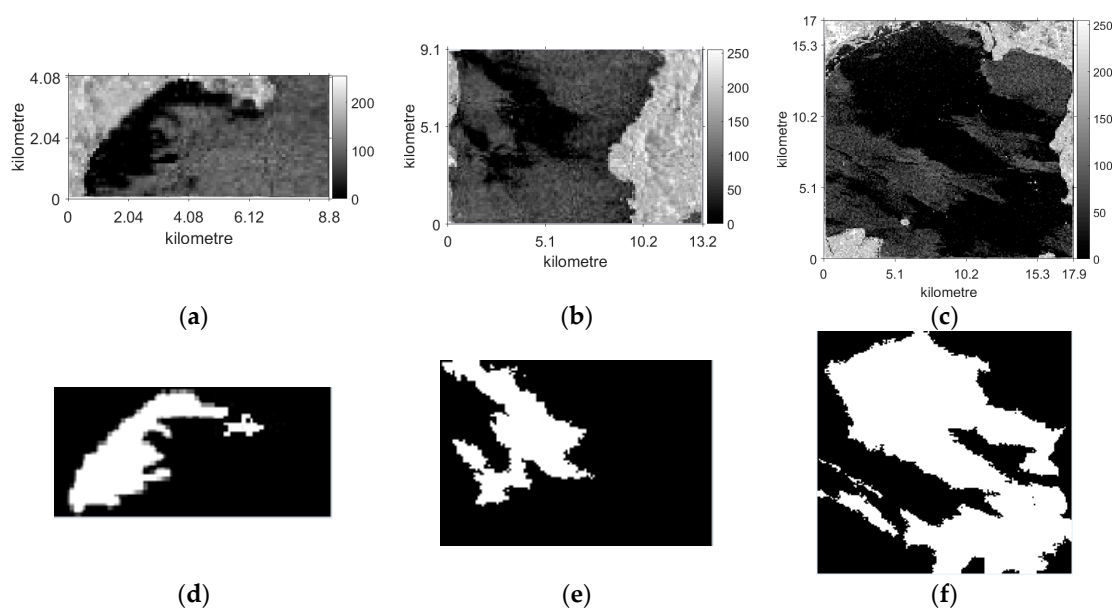 4.08
2.04
0
kilometre
0 2.04 4.08 6.12 8.8
kilometre
200
100
0
(a)
9.1
5.1
0
kilometre
0 5.1 10.2 13.2
kilometre
250
200
150
100
50
0
(b)
17
15.3
10.2
5.1
0
kilometre
0 5.1 10.2 15.3 17.9
kilometre
250
200
150
100
50
0
(c)
(d)
(e)
(f)